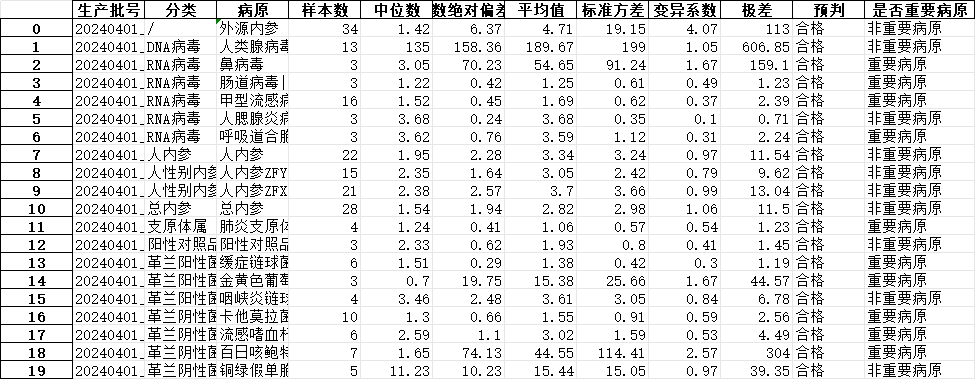 生产批号 分类 病原 样本数 中位数 数绝对偏差 平均值 标准方差 变异系数 极差 预判 是否重要病原
0 20240401_ / 外源内参 34 1.42 6.37 4.71 19.15 4.07 113 合格 非重要病原
1 20240401_ DNA病毒 人类腺病毒 13 135 158.36 189.67 199 1.05 606.85 合格 重要病原
2 20240401_ RNA病毒 鼻病毒 3 3.05 70.23 54.65 91.24 1.67 159.1 合格 重要病原
3 20240401_ RNA病毒 肠道病毒 3 1.22 0.42 1.25 0.61 0.49 1.23 合格 重要病原
4 20240401_ RNA病毒 甲型流感病 16 1.52 0.45 1.69 0.62 0.37 2.39 合格 重要病原
5 20240401_ RNA病毒 人腮腺炎病 3 3.68 0.24 3.68 0.35 0.1 0.71 合格 非重要病原
6 20240401_ RNA病毒 呼吸道合胞 3 3.62 0.76 3.59 1.12 0.31 2.24 合格 重要病原
7 20240401_ 人内参 人内参 22 1.95 2.28 3.34 3.24 0.97 11.54 合格 非重要病原
8 20240401_ 人性别内参 人内参ZFY 15 2.35 1.64 3.05 2.42 0.79 9.62 合格 非重要病原
9 20240401_ 人性别内参 人内参ZFX 21 2.38 2.57 3.7 3.66 0.99 13.04 合格 非重要病原
10 20240401_ 总内参 总内参 28 1.54 1.94 2.82 2.98 1.06 11.5 合格 非重要病原
11 20240401_ 支原体属 肺炎支原体 4 1.24 0.41 1.06 0.57 0.54 1.23 合格 重要病原
12 20240401_ 阳性对照品 阳性对照品 3 2.33 0.62 1.93 0.8 0.41 1.45 合格 非重要病原
13 20240401_ 革兰阳性菌 缓症链球菌 6 1.51 0.29 1.38 0.42 0.3 1.19 合格 非重要病原
14 20240401_ 革兰阳性菌 金黄色葡萄 3 0.7 19.75 15.38 25.66 1.67 44.57 合格 重要病原
15 20240401_ 革兰阳性菌 咽峡炎链球 4 3.46 2.48 3.61 3.05 0.84 6.78 合格 非重要病原
16 20240401_ 革兰阴性菌 卡他莫拉菌 10 1.3 0.66 1.55 0.91 0.59 2.56 合格 重要病原
17 20240401_ 革兰阴性菌 流感嗜血杆 6 2.59 1.1 3.02 1.59 0.53 4.49 合格 重要病原
18 20240401_ 革兰阴性菌 百日咳鲍特 7 1.65 74.13 44.55 114.41 2.57 304 合格 重要病原
19 20240401_ 革兰阴性菌 铜绿假单胞 5 11.23 10.23 15.44 15.05 0.97 39.35 合格 非重要病原